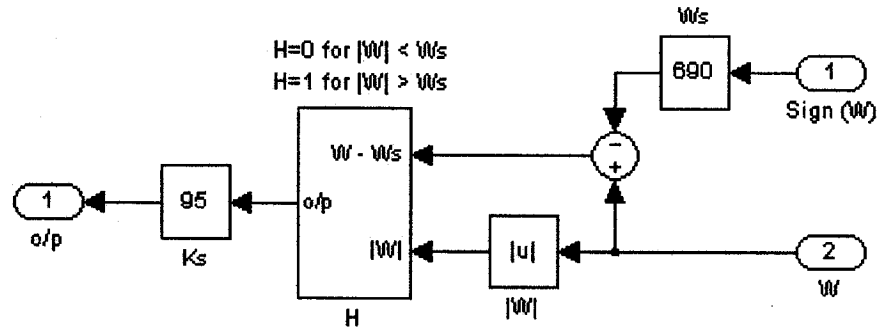 Ws
H=0 for |W| < Ws
H=1 for |W| > Ws
690
1
Sign (W)
W - Ws
-
+
1
95
o/p
o/p
Ks
|W|
|u|
2
H
|W|
W